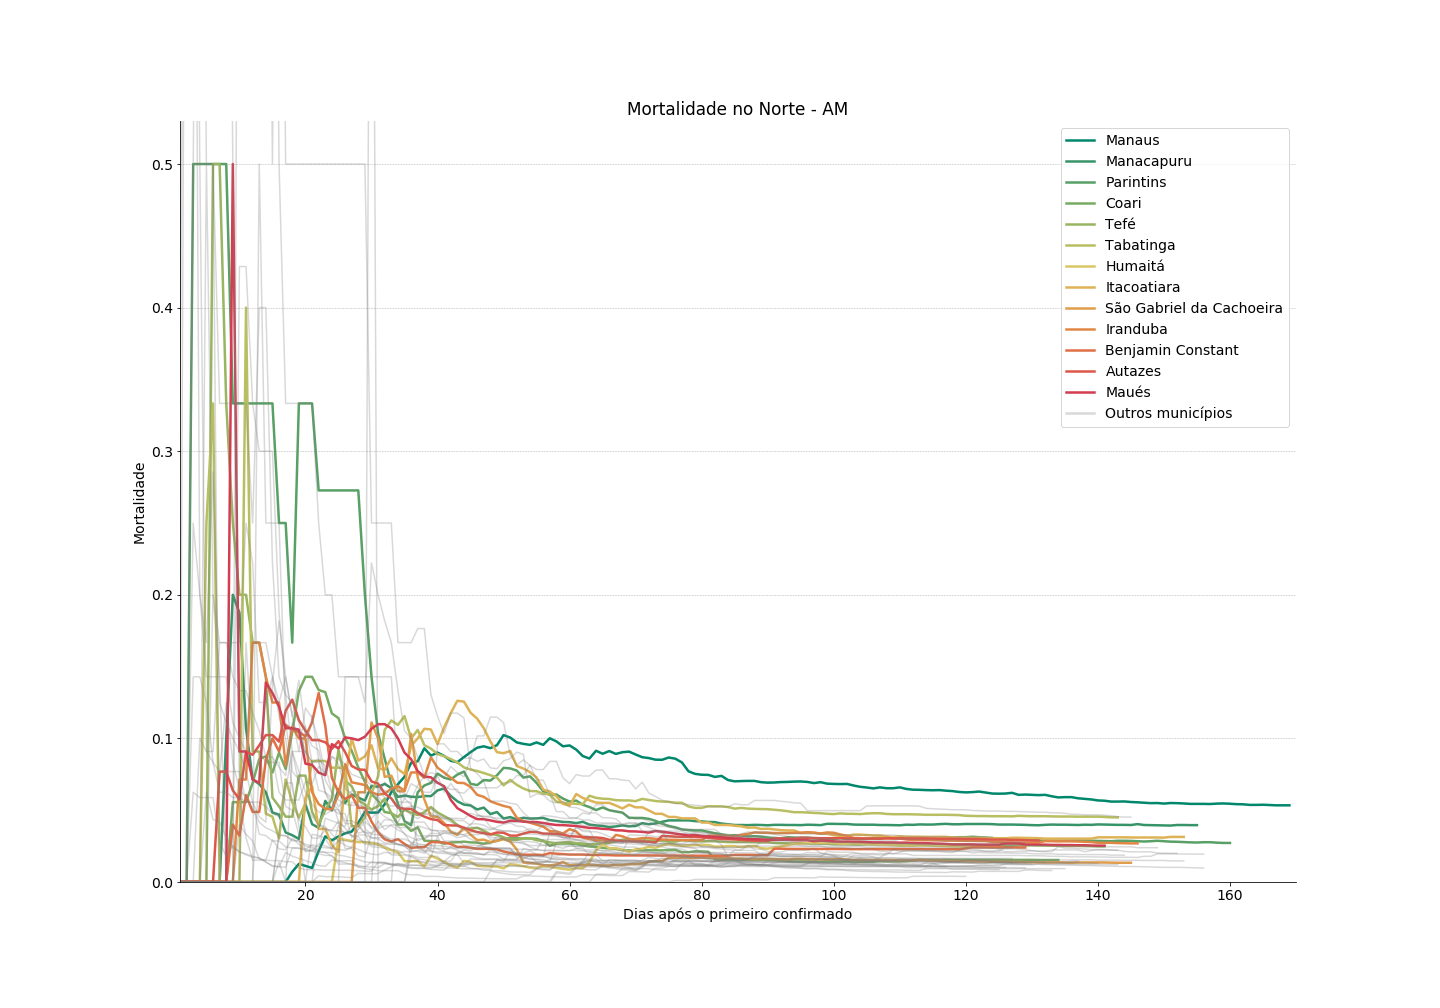 Mortalidade no Norte - AM
Manaus
Manacapuru
Parintins
Coari
Tefé
Tabatinga
Humaitá
Itacoatiara
São Gabriel da Cachoeira
Iranduba
Benjamin Constant
Autazes
Maués
Outros municípios
0.5
0.4
0.3
0.2
0.1
0.0
Mortalidade
20 40 60 80 100 120 140 160
Dias após o primeiro confirmado